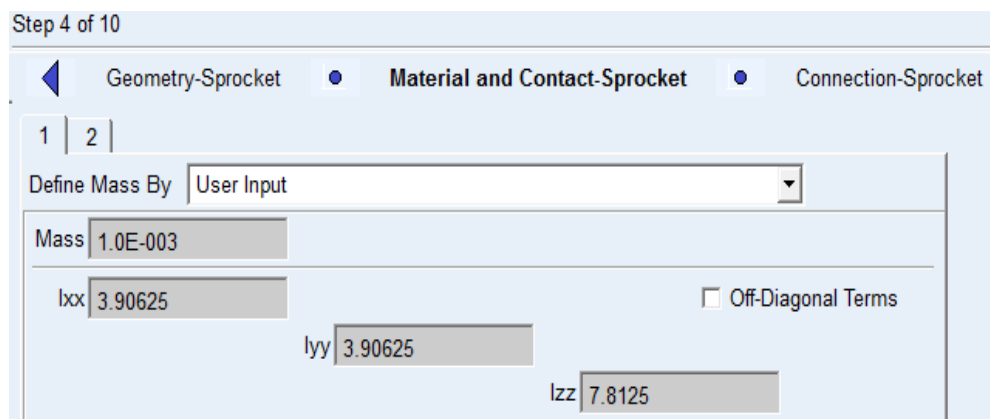 Step 4 of 10
Geometry-Sprocket Material and Contact-Sprocket Connection-Sprocket
1 2
Define Mass By User Input
Mass 1.0E-003
Ixx 3.90625 Off-Diagonal Terms
Iyy 3.90625
Izz 7.8125